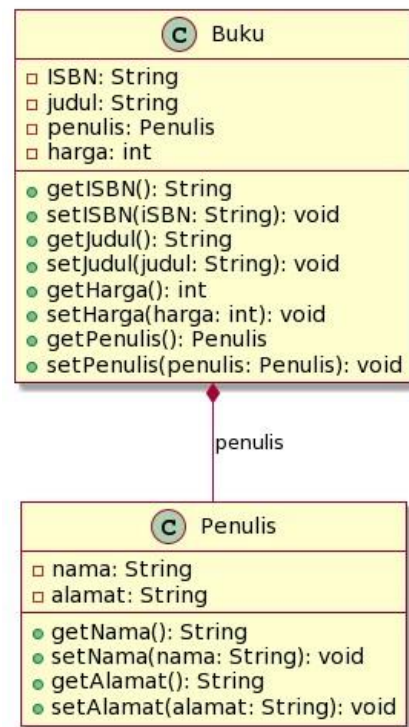 C Buku
ISBN: String
judul: String
penulis: Penulis
harga: int
getISBN(): String
setISBN(iSBN: String): void
getJudul(): String
setJudul(judul: String): void
getHarga(): int
setHarga(harga: int): void
getPenulis(): Penulis
setPenulis(penulis: Penulis): void
penulis
C Penulis
nama: String
alamat: String
getNama(): String
setNama(nama: String): void
getAlamat(): String
setAlamat(alamat: String): void